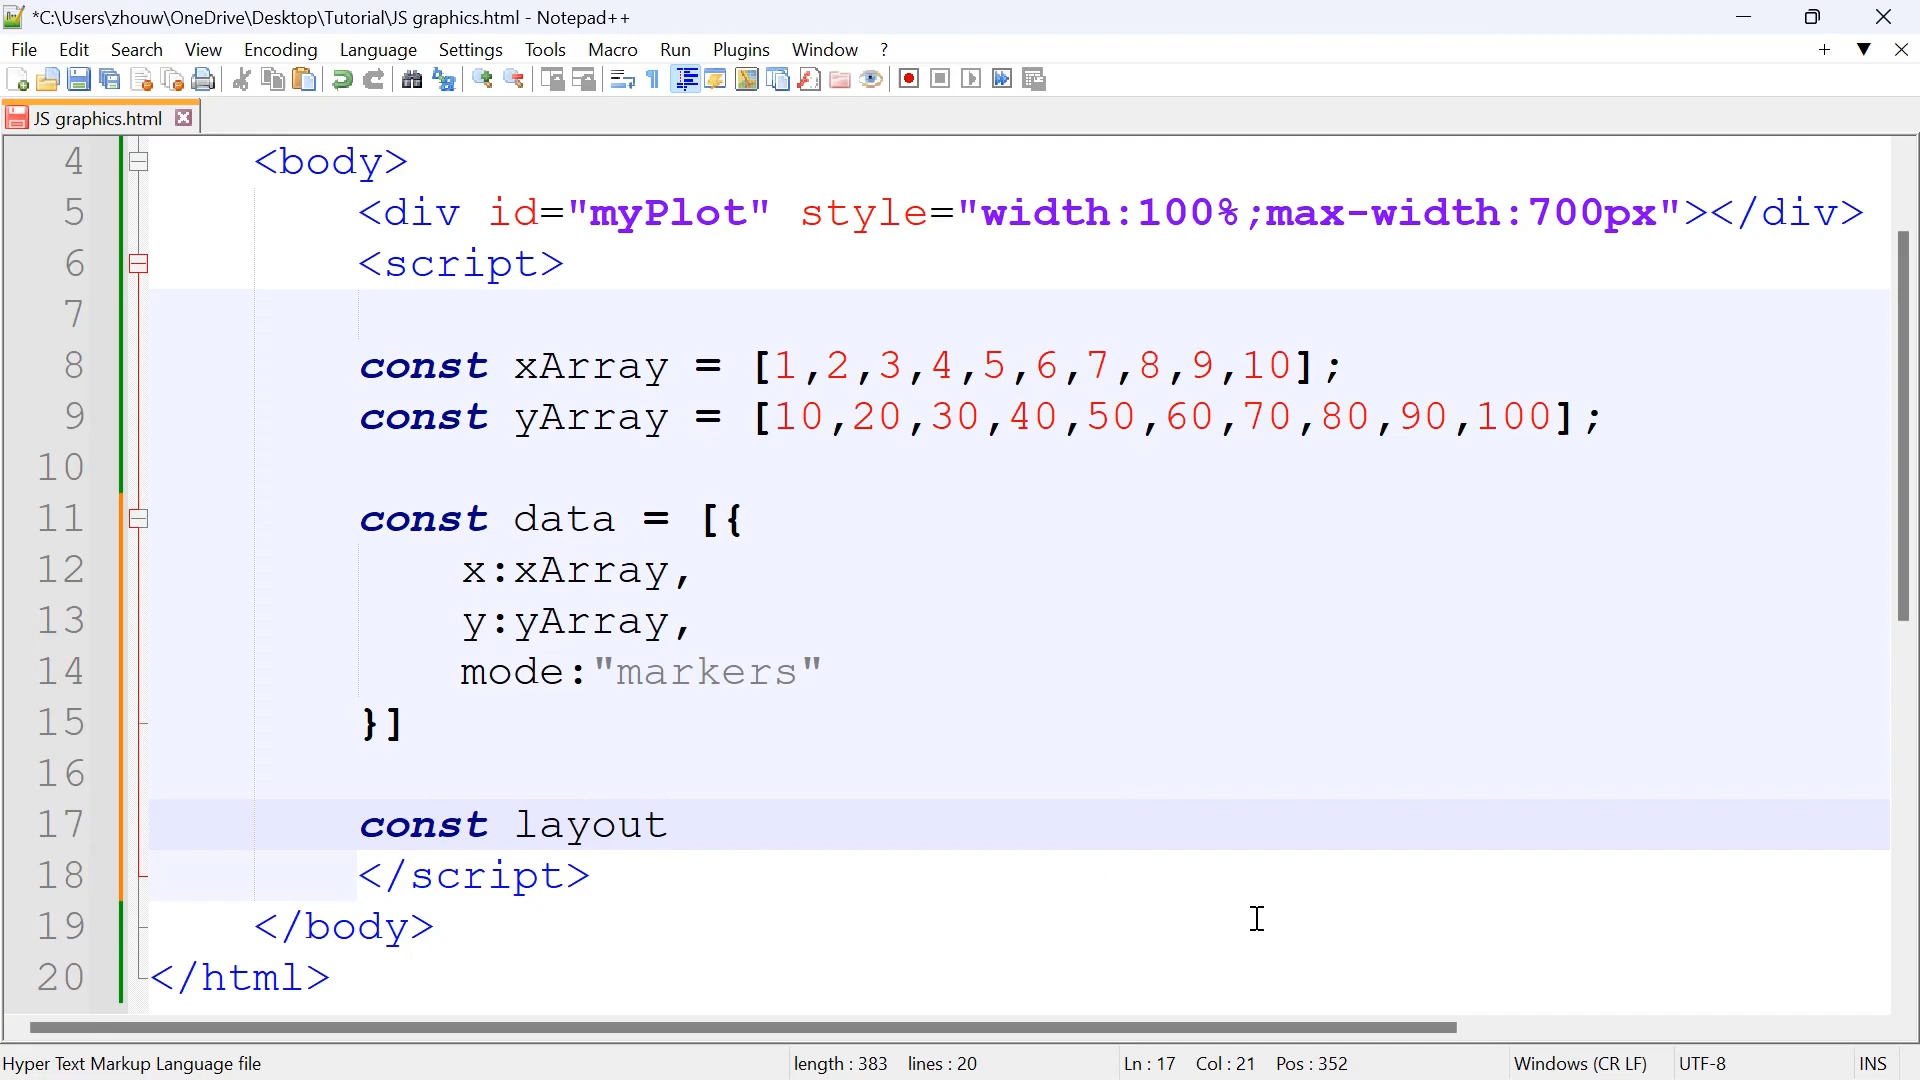 *C:\Users\zhouw\OneDrive\Desktop\Tutorial\JS graphics.html - Notepad++
File Edit Search View Encoding Language Settings Tools Macro Run Plugins Window ?
JS graphics.html
4 <body>
5 <div id="myPlot" style="width:100%;max-width:700px"></div>
6 <script>
7
8 const xArray = [1,2,3,4,5,6,7,8,9,10];
9 const yArray = [10,20,30,40,50,60,70,80,90,100];
10
11 const data = [{
12 x:xArray,
13 y:yArray,
14 mode:"markers"
15 }]
16
17 const layout
18 </script>
19 </body>
20 </html>
Hyper Text Markup Language file length : 383 lines : 20 Ln : 17 Col : 21 Pos : 352 Windows (CR LF) UTF-8 INS